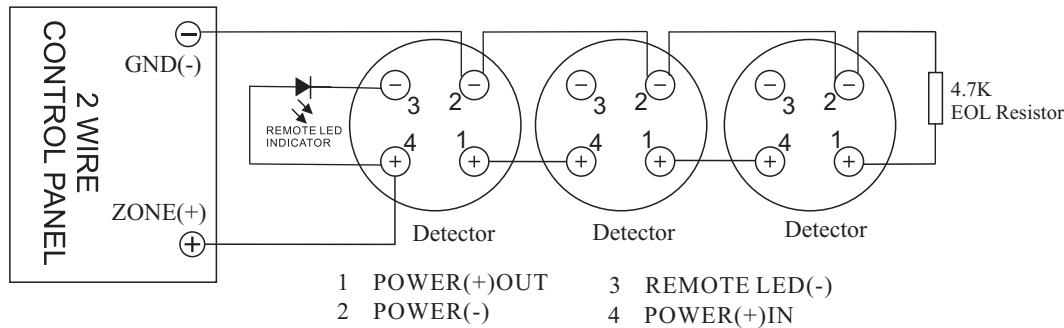 2 WIRE
CONTROL PANEL
GND(-)
ZONE(+)
REMOTE LED
INDICATOR
3
2
4
1
3
2
4
1
3
2
4
1
4.7K
EOL Resistor
Detector
Detector
Detector
1 POWER(+)OUT
2 POWER(-)
3 REMOTE LED(-)
4 POWER(+)IN